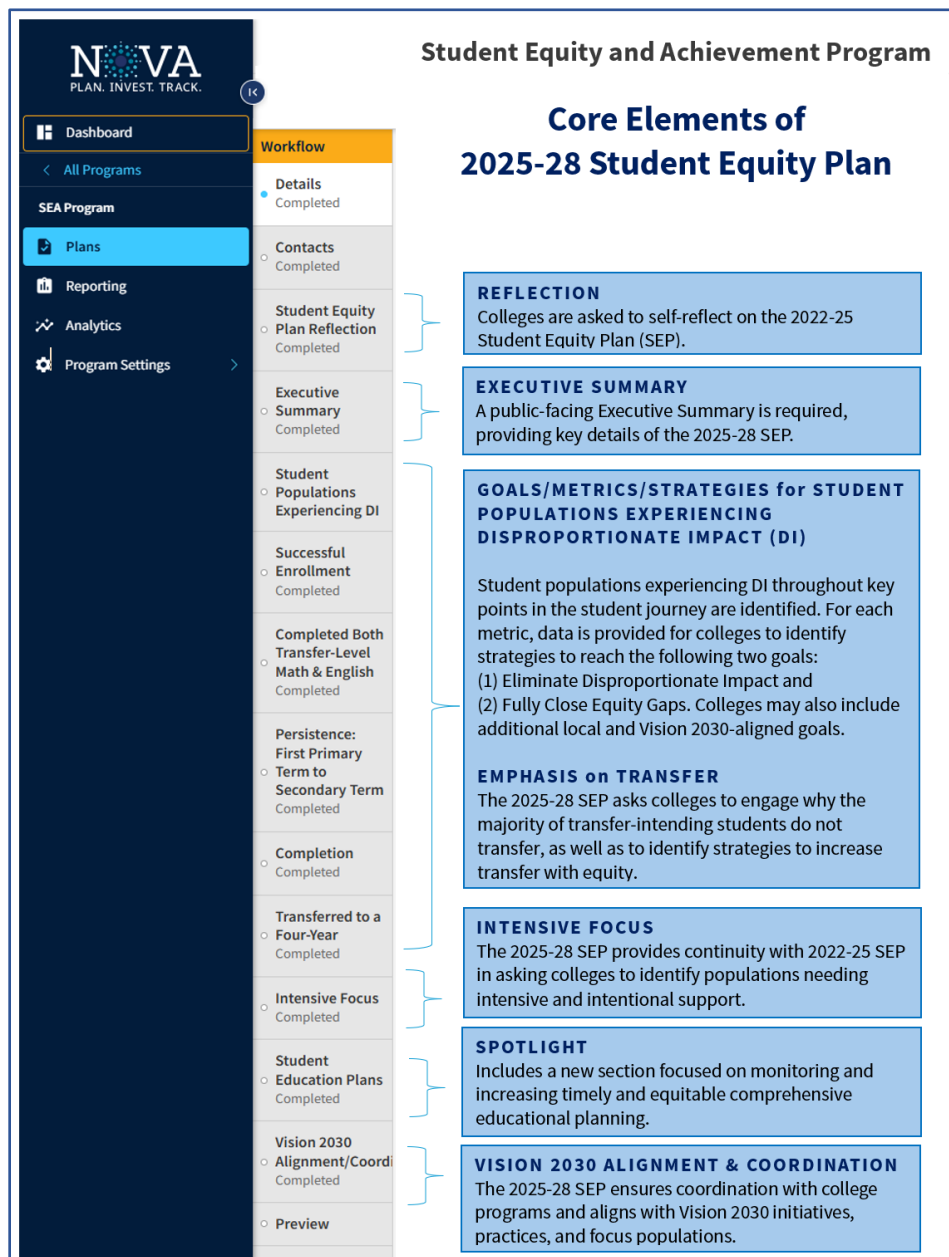 NOVA
PLAN. INVEST. TRACK.
Dashboard
All Programs
SEA Program
Plans
Reporting
Analytics
Program Settings
Workflow
Details
Completed
Contacts
Completed
Student Equity
Plan Reflection
Completed
Executive
Summary
Completed
Student
Populations
Experiencing DI
Successful
Enrollment
Completed
Completed Both
Transfer-Level
Math & English
Completed
Persistence:
First Primary
Term to
Secondary Term
Completed
Completion
Completed
Transferred to a
Four-Year
Completed
Intensive Focus
Completed
Student
Education Plans
Completed
Vision 2030
Alignment/Coordi
Completed
Preview
Student Equity and Achievement Program
Core Elements of
2025-28 Student Equity Plan
REFLECTION
Colleges are asked to self-reflect on the 2022-25
Student Equity Plan (SEP).
EXECUTIVE SUMMARY
A public-facing Executive Summary is required,
providing key details of the 2025-28 SEP.
GOALS/METRICS/STRATEGIES for STUDENT
POPULATIONS EXPERIENCING
DISPROPORTIONATE IMPACT (DI)
Student populations experiencing DI throughout key
points in the student journey are identified. For each
metric, data is provided for colleges to identify
strategies to reach the following two goals:
(1) Eliminate Disproportionate Impact and
(2) Fully Close Equity Gaps. Colleges may also include
additional local and Vision 2030-aligned goals.
EMPHASIS on TRANSFER
The 2025-28 SEP asks colleges to engage why the
majority of transfer-intending students do not
transfer, as well as to identify strategies to increase
transfer with equity.
INTENSIVE FOCUS
The 2025-28 SEP provides continuity with 2022-25 SEP
in asking colleges to identify populations needing
intensive and intentional support.
SPOTLIGHT
Includes a new section focused on monitoring and
increasing timely and equitable comprehensive
educational planning.
VISION 2030 ALIGNMENT & COORDINATION
The 2025-28 SEP ensures coordination with college
programs and aligns with Vision 2030 initiatives,
practices, and focus populations.